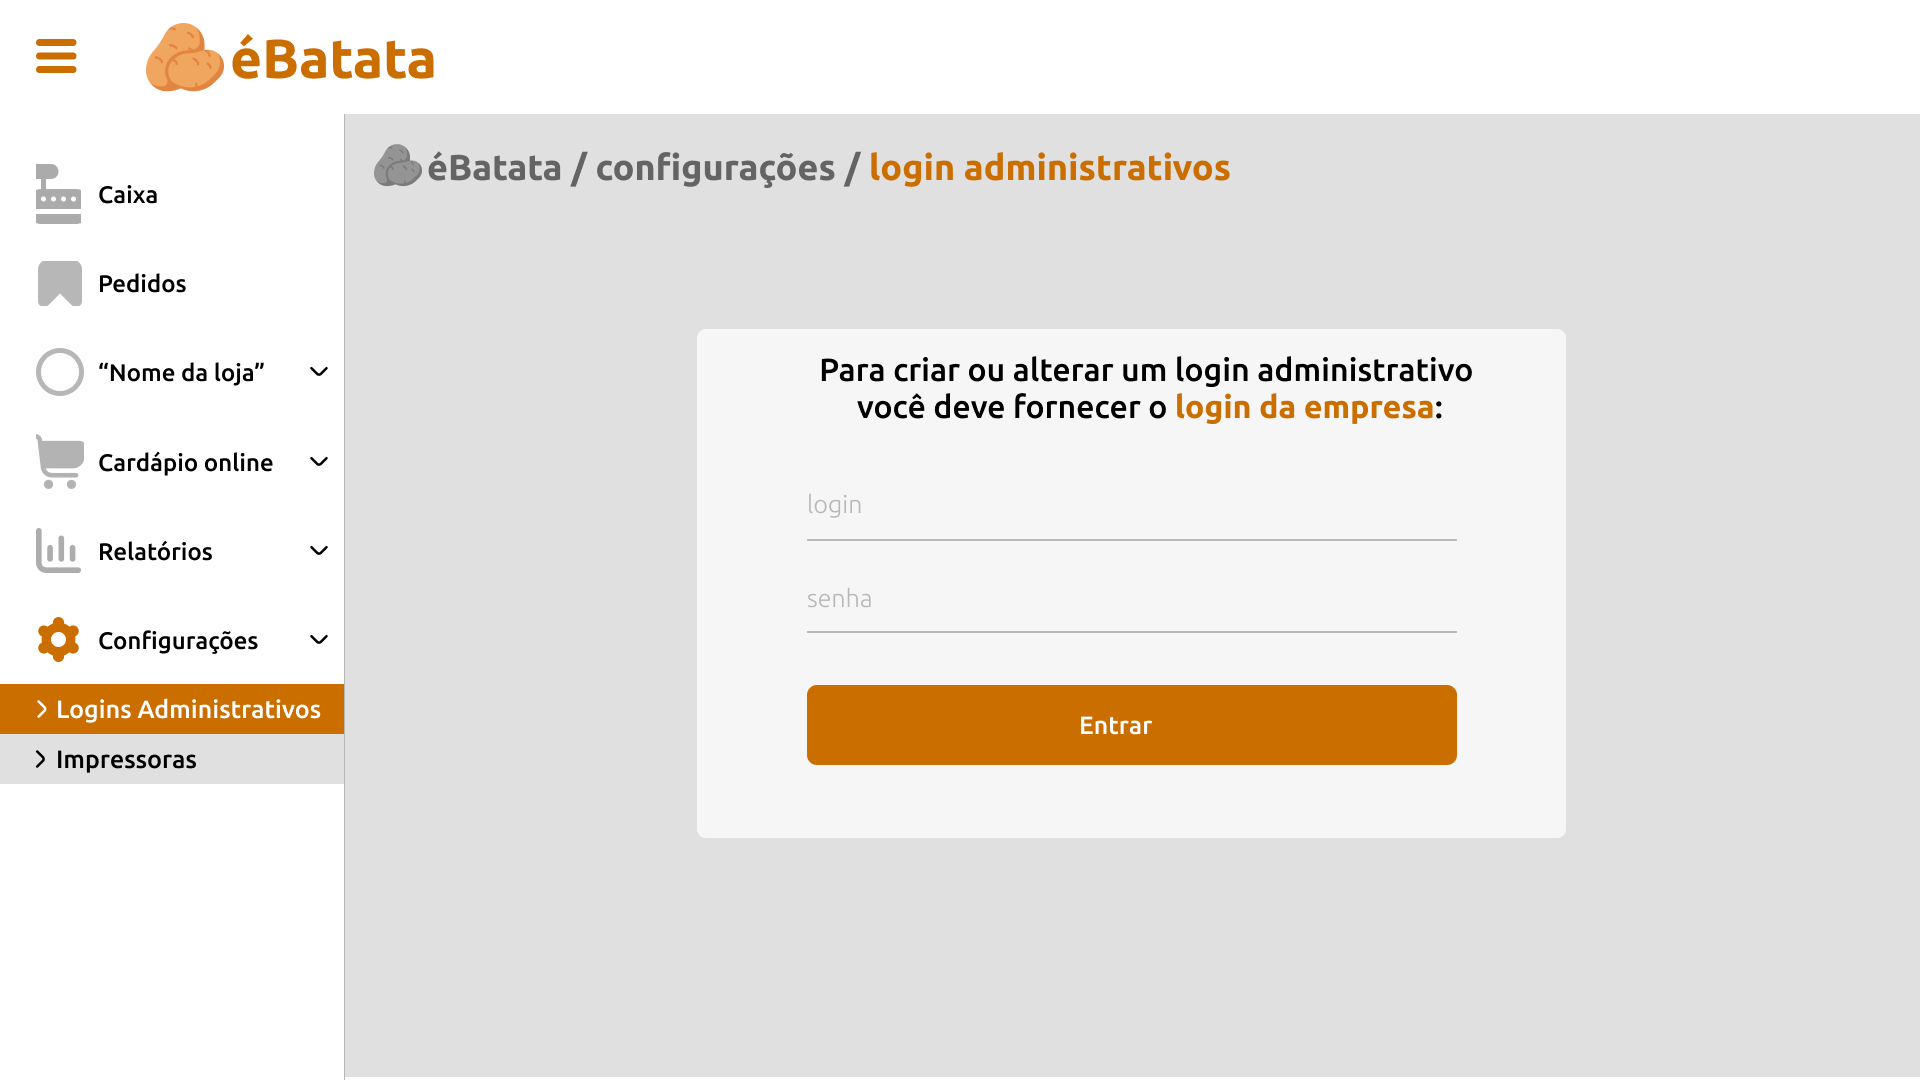 éBatata
éBatata / configurações / login administrativos
Caixa
Pedidos
“Nome da loja”
Cardápio online
Relatórios
Configurações
Logins Administrativos
Impressoras
Para criar ou alterar um login administrativo
você deve fornecer o login da empresa:
login
senha
Entrar